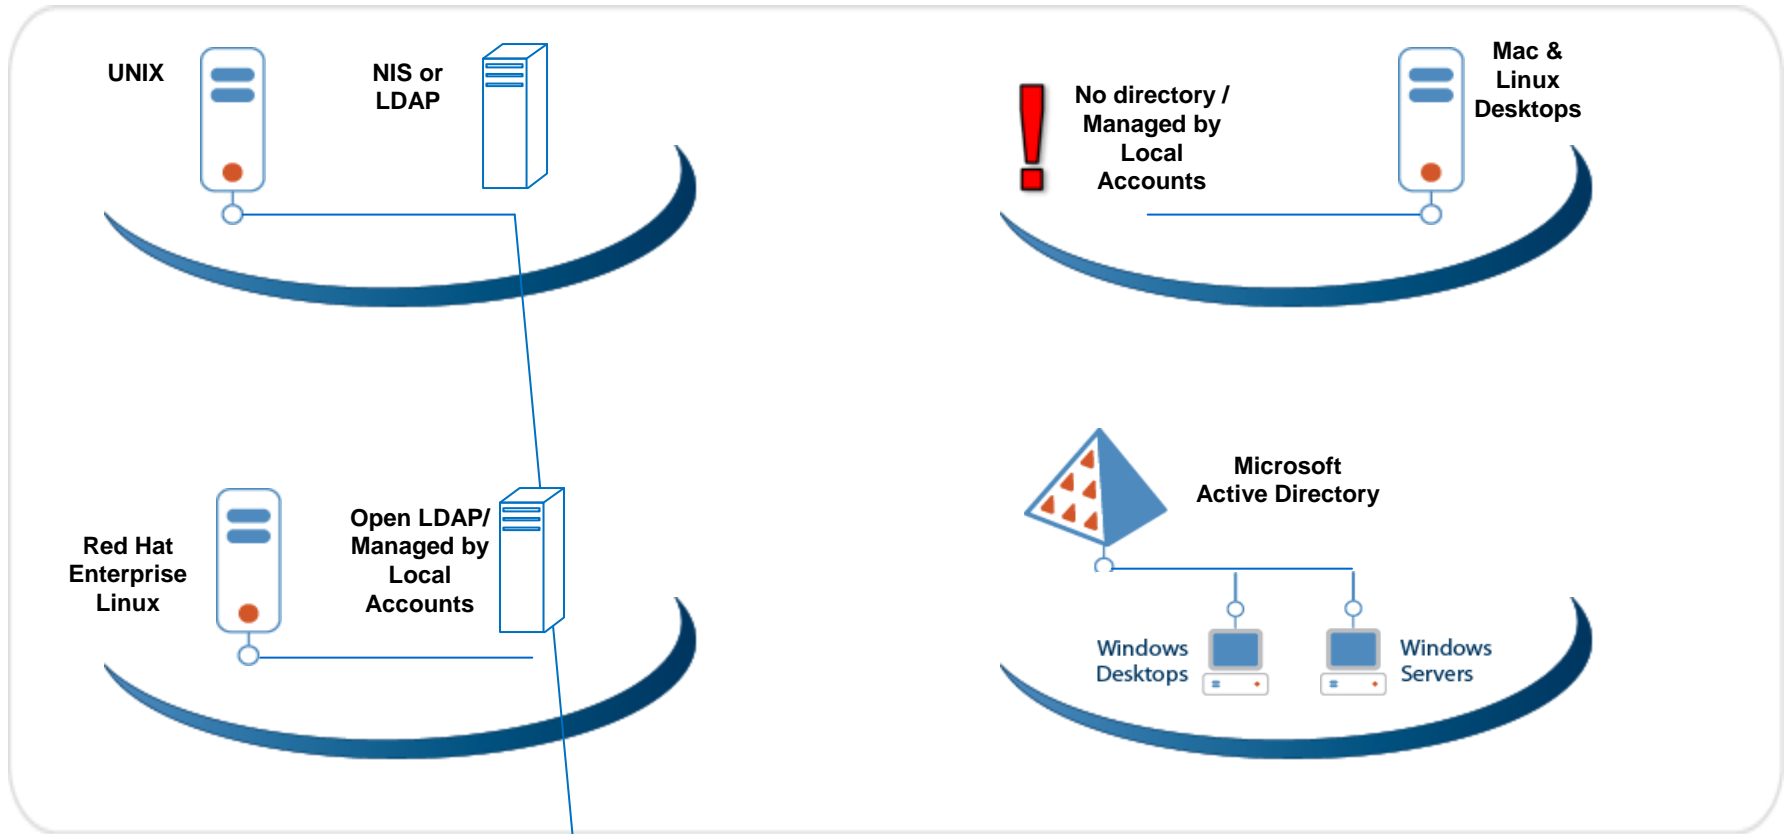 UNIX
NIS or
LDAP
No directory /
Managed by
Local
Accounts
Mac &
Linux
Desktops
Red Hat
Enterprise
Linux
Open LDAP/
Managed by
Local
Accounts
Microsoft
Active Directory
Windows
Desktops
Windows
Servers